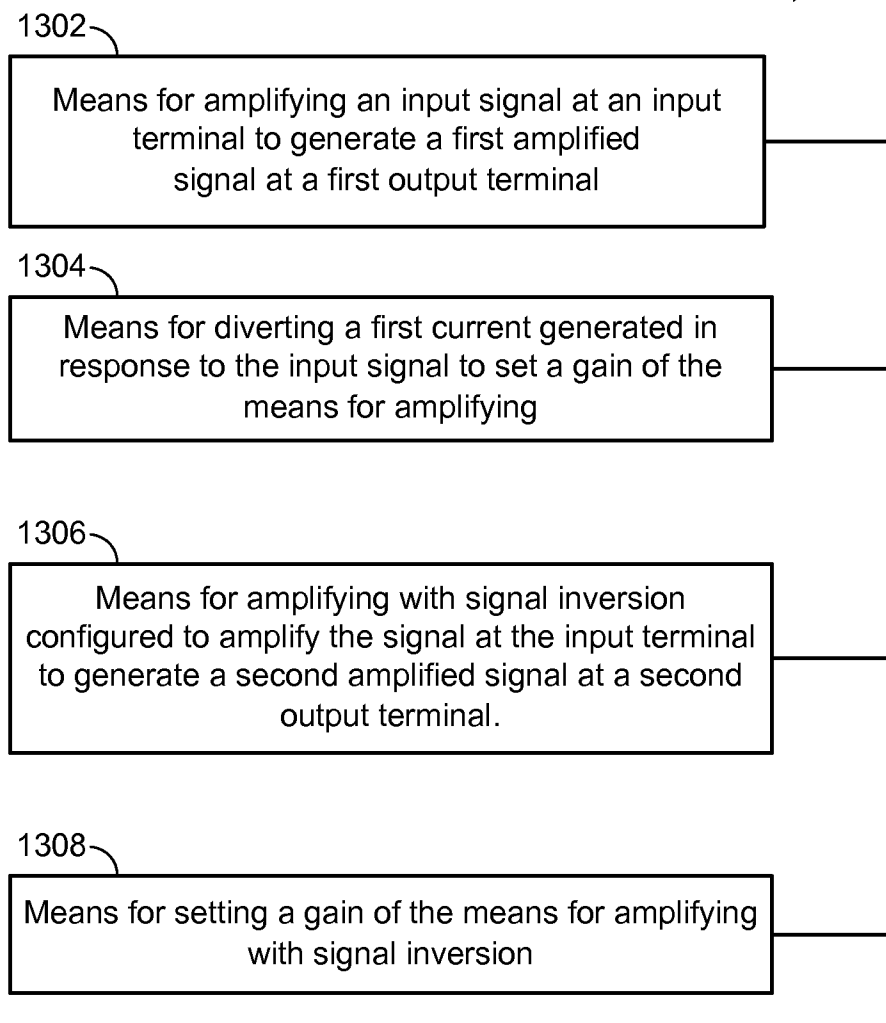 1302
Means for amplifying an input signal at an input
terminal to generate a first amplified
signal at a first output terminal
1304
Means for diverting a first current generated in
response to the input signal to set a gain of the
means for amplifying
1306
Means for amplifying with signal inversion
configured to amplify the signal at the input terminal
to generate a second amplified signal at a second
output terminal.
1308
Means for setting a gain of the means for amplifying
with signal inversion